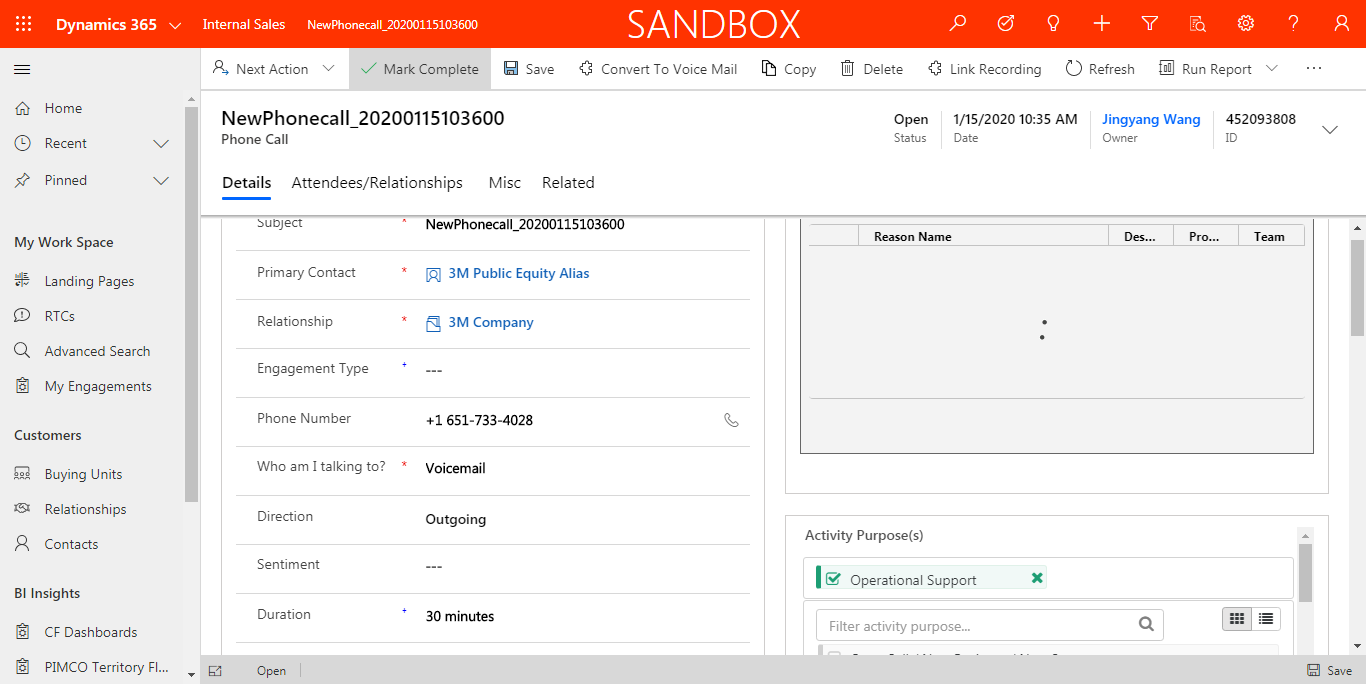 Dynamics 365 Internal Sales NewPhonecall_20200115103600 SANDBOX ?
Next Action Mark Complete Save Convert To Voice Mail Copy Delete Link Recording Refresh Run Report ...
Home
Recent
Pinned
My Work Space
Landing Pages
RTCs
Advanced Search
My Engagements
Customers
Buying Units
Relationships
Contacts
BI Insights
CF Dashboards
PIMCO Territory Fl...
NewPhonecall_20200115103600
Phone Call
Open
Status
1/15/2020 10:35 AM
Date
Jingyang Wang
Owner
452093808
ID
Details Attendees/Relationships Misc Related
Subject * NewPhonecall_20200115103600
Primary Contact * 3M Public Equity Alias
Relationship * 3M Company
Engagement Type + ---
Phone Number +1 651-733-4028
Who am I talking to? * Voicemail
Direction Outgoing
Sentiment ---
Duration + 30 minutes
Reason Name Des... Pro... Team
Activity Purpose(s)
Operational Support
Filter activity purpose...
Open
Save